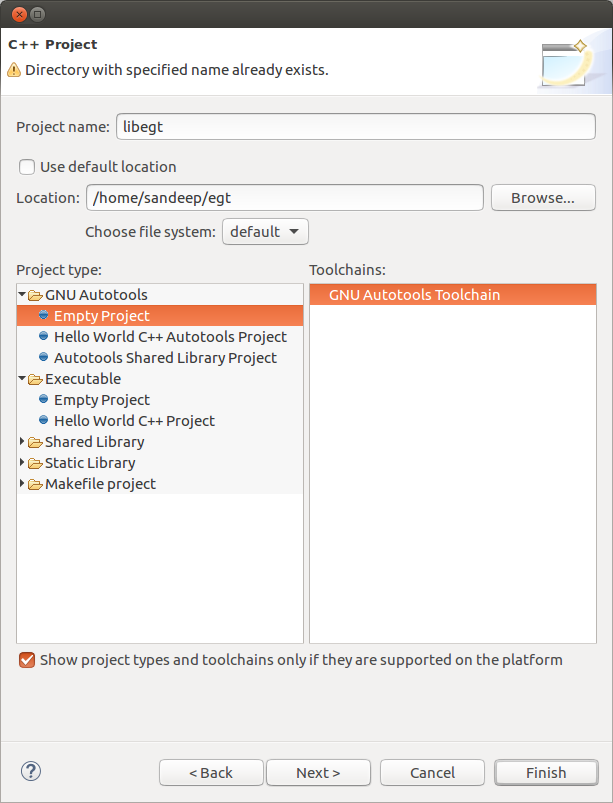 C++ Project
Directory with specified name already exists.
Project name: libegt
Use default location
Location: /home/sandeep/egt Browse...
Choose file system: default
Project type: Toolchains:
GNU Autotools GNU Autotools Toolchain
Empty Project
Hello World C++ Autotools Project
Autotools Shared Library Project
Executable
Empty Project
Hello World C++ Project
Shared Library
Static Library
Makefile project
Show project types and toolchains only if they are supported on the platform
? < Back Next > Cancel Finish